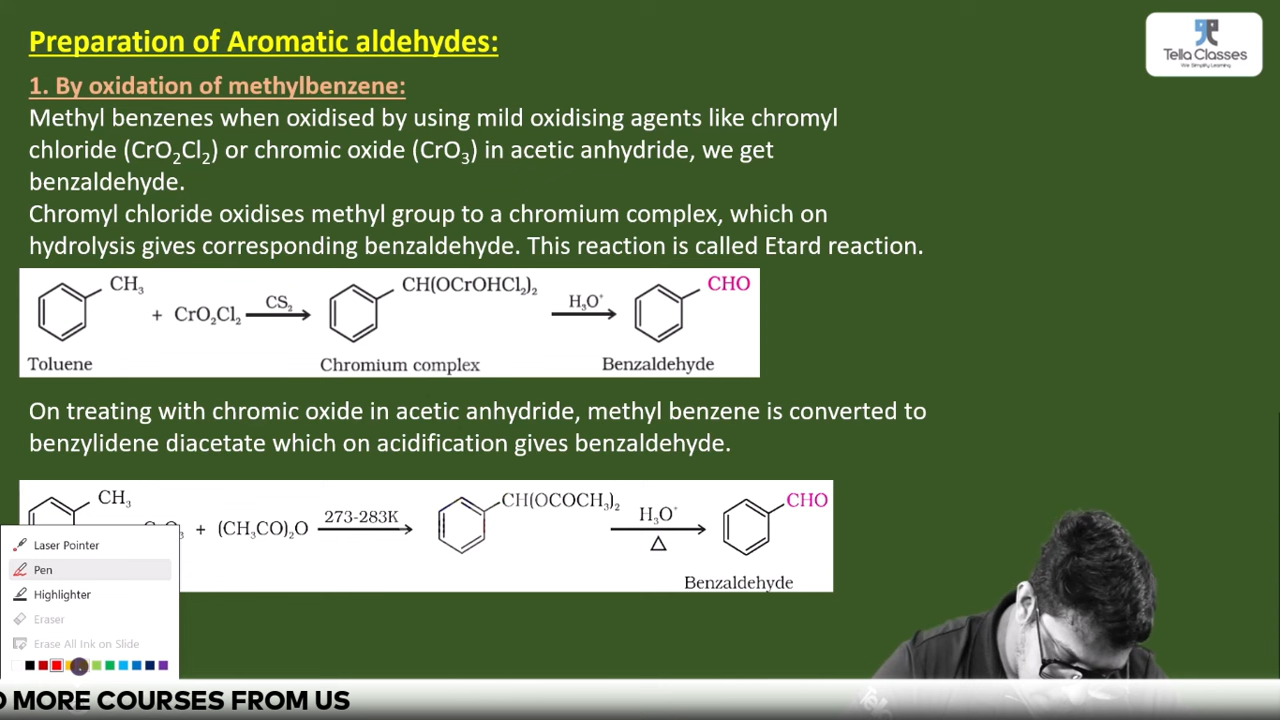 Preparation of Aromatic aldehydes:
Tella Classes
We Simplify Learning
1. By oxidation of methylbenzene:
Methyl benzenes when oxidised by using mild oxidising agents like chromyl
chloride (CrO₂Cl₂) or chromic oxide (CrO₃) in acetic anhydride, we get
benzaldehyde.
Chromyl chloride oxidises methyl group to a chromium complex, which on
hydrolysis gives corresponding benzaldehyde. This reaction is called Etard reaction.
CH₃ + CrO₂Cl₂ CS₂ CH(OCrOHCl₂)₂ H₃O⁺ CHO
Toluene Chromium complex Benzaldehyde
On treating with chromic oxide in acetic anhydride, methyl benzene is converted to
benzylidene diacetate which on acidification gives benzaldehyde.
CH₃ + (CH₃CO)₂O 273-283K CH(OCOCH₃)₂ H₃O⁺ Δ CHO
Benzaldehyde
Laser Pointer
Pen
Highlighter
Eraser
Erase All Ink on Slide
MORE COURSES FROM US